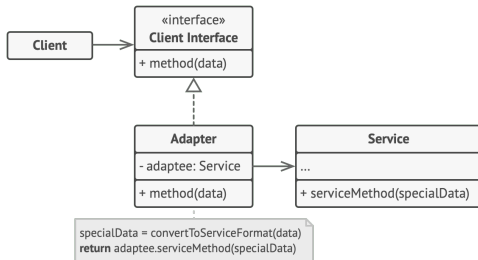 «interface»
Client Interface
Client
+ method(data)
Adapter
- adaptee: Service
+ method(data)
Service
...
+ serviceMethod(specialData)
specialData = convertToServiceFormat(data)
return adaptee.serviceMethod(specialData)